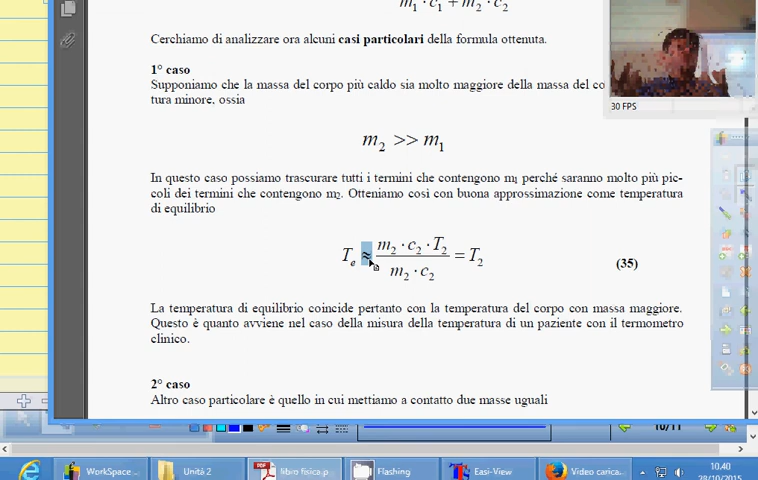 m₁ · c₁ + m₂ · c₂
Cerchiamo di analizzare ora alcuni casi particolari della formula ottenuta.
1° caso
Supponiamo che la massa del corpo più caldo sia molto maggiore della massa del co
tura minore, ossia
30 FPS
m₂ >> m₁
In questo caso possiamo trascurare tutti i termini che contengono m₁ perché saranno molto più pic-
coli dei termini che contengono m₂. Otteniamo così con buona approssimazione come temperatura
di equilibrio
Tₑ ≈ m₂ · c₂ · T₂ / m₂ · c₂ = T₂
(35)
La temperatura di equilibrio coincide pertanto con la temperatura del corpo con massa maggiore.
Questo è quanto avviene nel caso della misura della temperatura di un paziente con il termometro
clinico.
2° caso
Altro caso particolare è quello in cui mettiamo a contatto due masse uguali
10/11
WorkSpace ...
Unità 2
libro fisica.p...
Flashing
Easi-View
Video carica...
10.40
28/10/2015